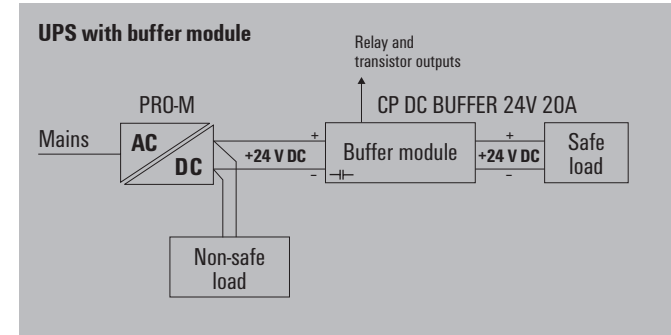 UPS with buffer module
Relay and
transistor outputs
PRO-M
CP DC BUFFER 24V 20A
Mains
AC
DC
+
+24 V DC
–
Buffer module
+
+24 V DC
–
Safe
load
Non-safe
load